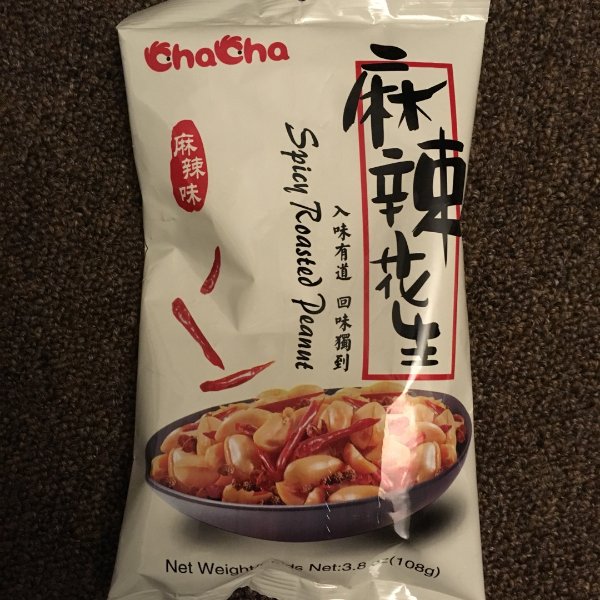 ChaCha
麻辣花生
麻辣味
Spicy Roasted Peanut
入味有道 回味獨到
Net Weight Net:3.8 oz(108g)